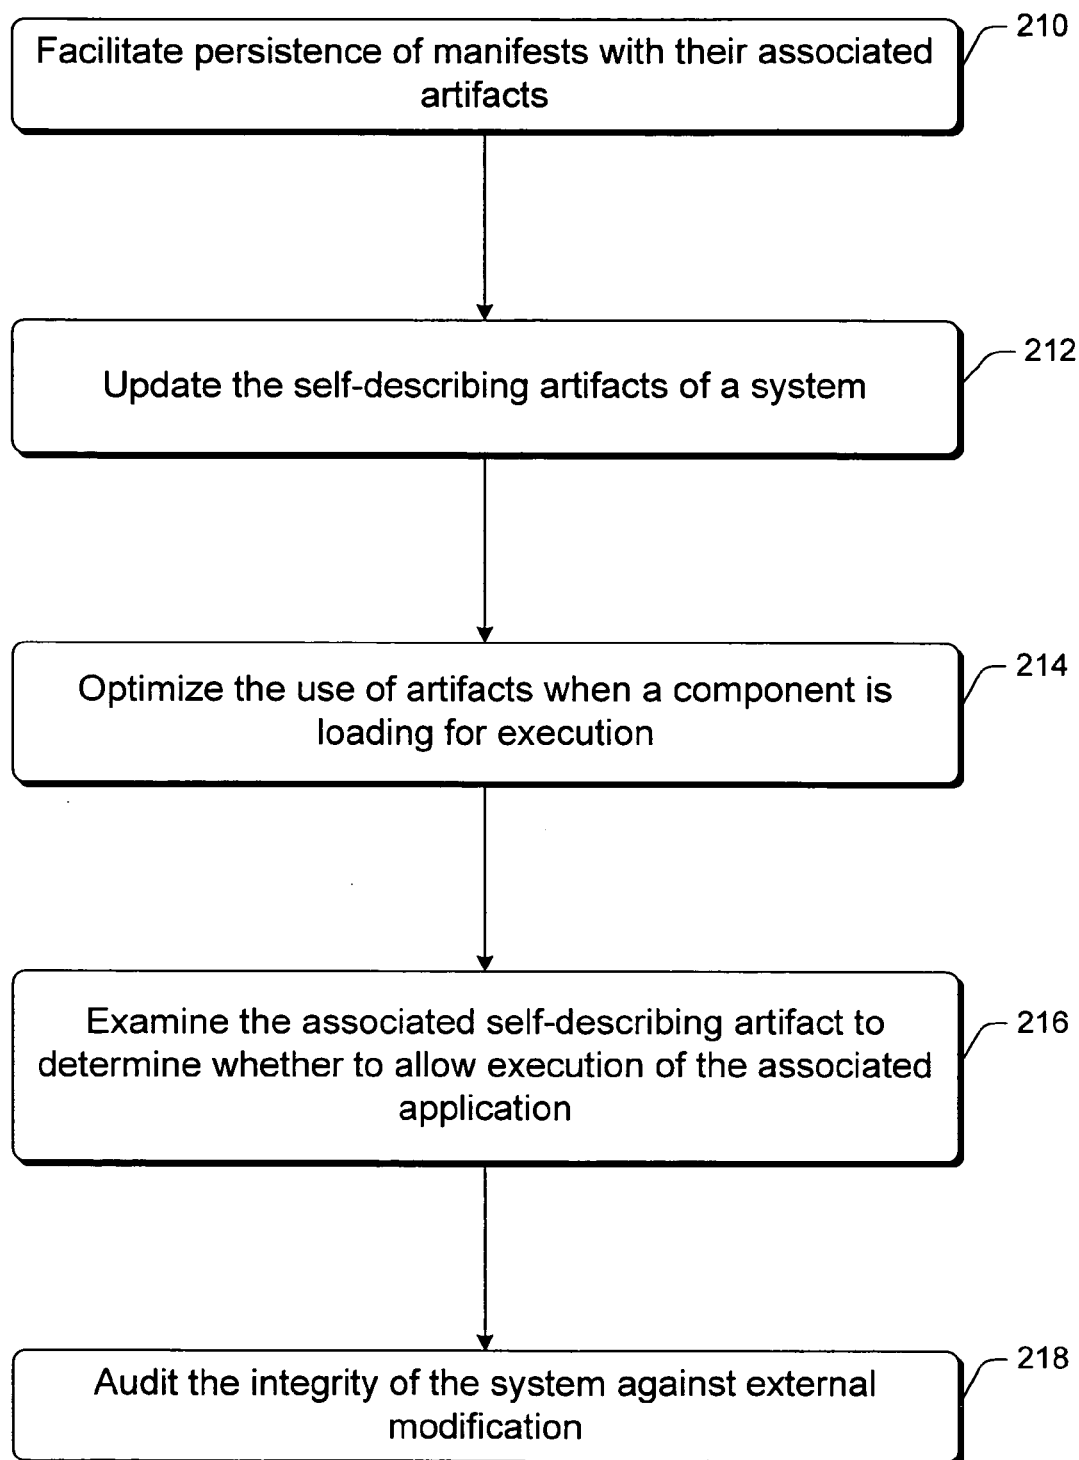 210
Facilitate persistence of manifests with their associated
artifacts
212
Update the self-describing artifacts of a system
214
Optimize the use of artifacts when a component is
loading for execution
216
Examine the associated self-describing artifact to
determine whether to allow execution of the associated
application
218
Audit the integrity of the system against external
modification